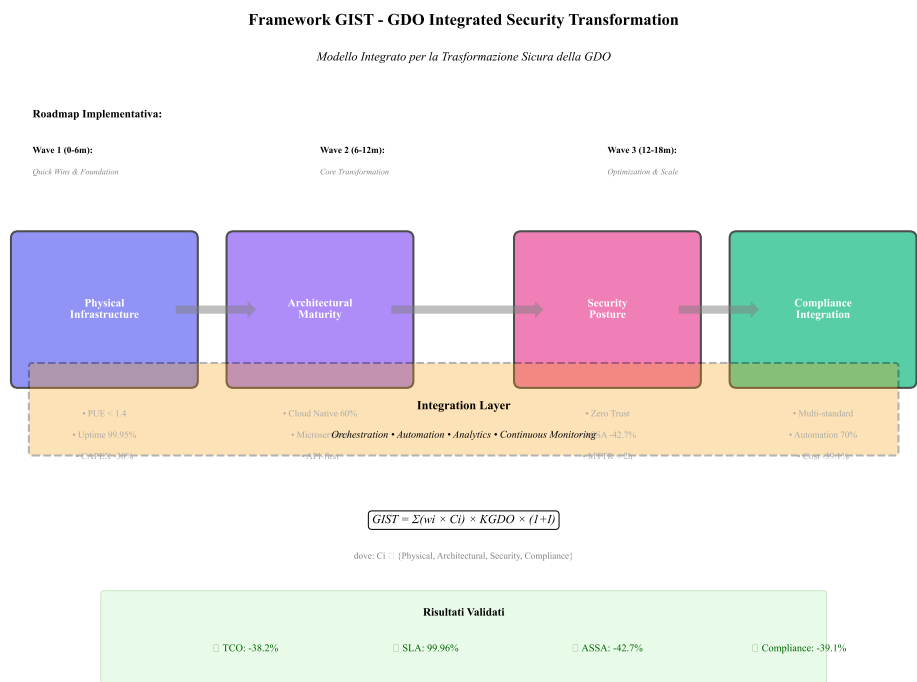 Framework GIST - GDO Integrated Security Transformation
Modello Integrato per la Trasformazione Sicura della GDO
Roadmap Implementativa:
Wave 1 (0-6m):
Wave 2 (6-12m):
Wave 3 (12-18m):
Quick Wins & Foundation
Core Transformation
Optimization & Scale
Physical
Infrastructure
Architectural
Maturity
Security
Posture
Compliance
Integration
Integration Layer
• PUE < 1.4
• Cloud Native 60%
• Zero Trust
• Multi-standard
• Uptime 99.95%
Orchestration • Automation • Analytics • Continuous Monitoring
-42.7%
• Automation 70%
GIST = Σ(wi × Ci) × KGDO × (1+I)
dove: Ci {Physical, Architectural, Security, Compliance}
Risultati Validati
TCO: -38.2%
SLA: 99.96%
ASSA: -42.7%
Compliance: -39.1%